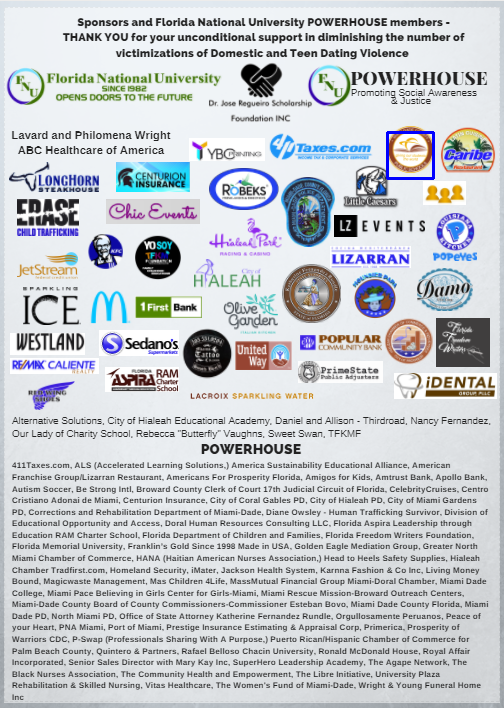 Sponsors and Florida National University POWERHOUSE members -
THANK YOU for your unconditional support in diminishing the number of
victimizations of Domestic and Teen Dating Violence
FNU
Florida National University
SINCE 1982
OPENS DOORS TO THE FUTURE
Dr. Jose Regueiro Scholarship
Foundation INC
FNU
POWERHOUSE
Promoting Social Awareness
& Justice
Lavard and Philomena Wright
ABC Healthcare of America
YBC PRINTING
411Taxes.com
INCOME TAX & CORPORATE SERVICES
Caribe
LONGHORN
STEAKHOUSE
CENTURION
INSURANCE
ROBEKS
Little Caesars
ERASE
CHILD TRAFFICKING
Chic Events
LZ EVENTS
LOUISIANA
KITCHEN
POPEYES
KFC
YO SOY
TFKMF
Hialeah Park
RACING & CASINO
LIZARRAN
JetStream
City of
HIALEAH
Damo
SPARKLING
ICE
1 First Bank
Olive
Garden
ITALIAN KITCHEN
WESTLAND
Sedano's
Supermarkets
Tattoo
United
Way
POPULAR
COMMUNITY BANK
Florida
Freedom
Writers
RE/MAX CALIENTE
REALTY
FLORIDA
ASPIRA
RAM
Charter
School
PrimeState
Public Adjusters
iDENTAL
GROUP PLLC
RED WING
SHOES
LACROIX SPARKLING WATER
Alternative Solutions, City of Hialeah Educational Academy, Daniel and Allison - Thirdroad, Nancy Fernandez,
Our Lady of Charity School, Rebecca "Butterfly" Vaughns, Sweet Swan, TFKMF
POWERHOUSE
411Taxes.com, ALS (Accelerated Learning Solutions,) America Sustainability Educational Alliance, American
Franchise Group/Lizarran Restaurant, Americans For Prosperity Florida, Amigos for Kids, Amtrust Bank, Apollo Bank,
Autism Soccer, Be Strong Intl, Broward County Clerk of Court 17th Judicial Circuit of Florida, CelebrityCruises, Centro
Cristiano Adonai de Miami, Centurion Insurance, City of Coral Gables PD, City of Hialeah PD, City of Miami Gardens
PD, Corrections and Rehabilitation Department of Miami-Dade, Diane Owsley - Human Trafficking Survivor, Division of
Educational Opportunity and Access, Doral Human Resources Consulting LLC, Florida Aspira Leadership through
Education RAM Charter School, Florida Department of Children and Families, Florida Freedom Writers Foundation,
Florida Memorial University, Franklin's Gold Since 1998 Made in USA, Golden Eagle Mediation Group, Greater North
Miami Chamber of Commerce, HANA (Haitian American Nurses Association,) Head to Heels Safety Supplies, Hialeah
Chamber Tradfirst.com, Homeland Security, iMater, Jackson Health System, Karnna Fashion & Co Inc, Living Money
Bound, Magicwaste Management, Mas Children 4Life, MassMutual Financial Group Miami-Doral Chamber, Miami Dade
College, Miami Pace Believing in Girls Center for Girls-Miami, Miami Rescue Mission-Broward Outreach Centers,
Miami-Dade County Board of County Commissioners-Commissioner Esteban Bovo, Miami Dade County Florida, Miami
Dade PD, North Miami PD, Office of State Attorney Katherine Fernandez Rundle, Orgullosamente Peruanos, Peace of
your Heart, PNA Miami, Port of Miami, Prestige Insurance Estimating & Appraisal Corp, Primerica, Prosperity of
Warriors CDC, P-Swap (Professionals Sharing With A Purpose,) Puerto Rican/Hispanic Chamber of Commerce for
Palm Beach County, Quintero & Partners, Rafael Belloso Chacin University, Ronald McDonald House, Royal Affair
Incorporated, Senior Sales Director with Mary Kay Inc, SuperHero Leadership Academy, The Agape Network, The
Black Nurses Association, The Community Health and Empowerment, The Libre Initiative, University Plaza
Rehabilitation & Skilled Nursing, Vitas Healthcare, The Women's Fund of Miami-Dade, Wright & Young Funeral Home
Inc